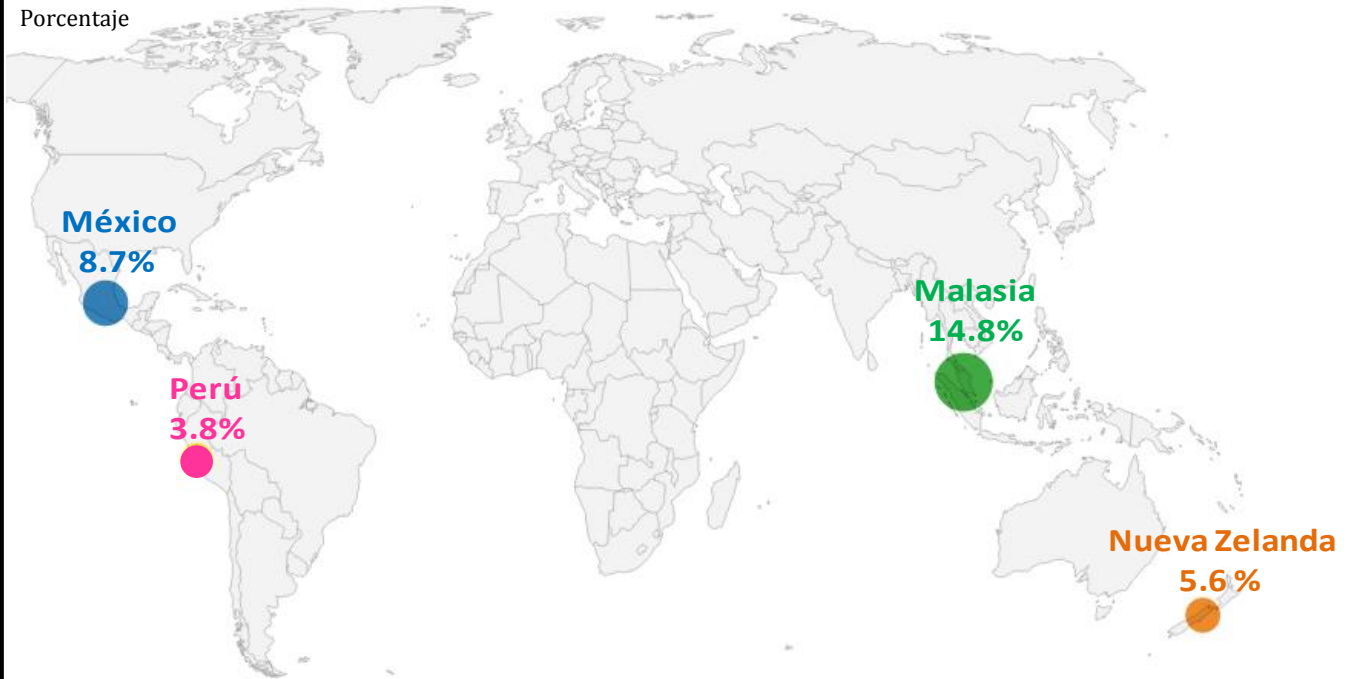 Porcentaje
México
8.7%
Malasia
14.8%
Perú
3.8%
Nueva Zelanda
5.6%